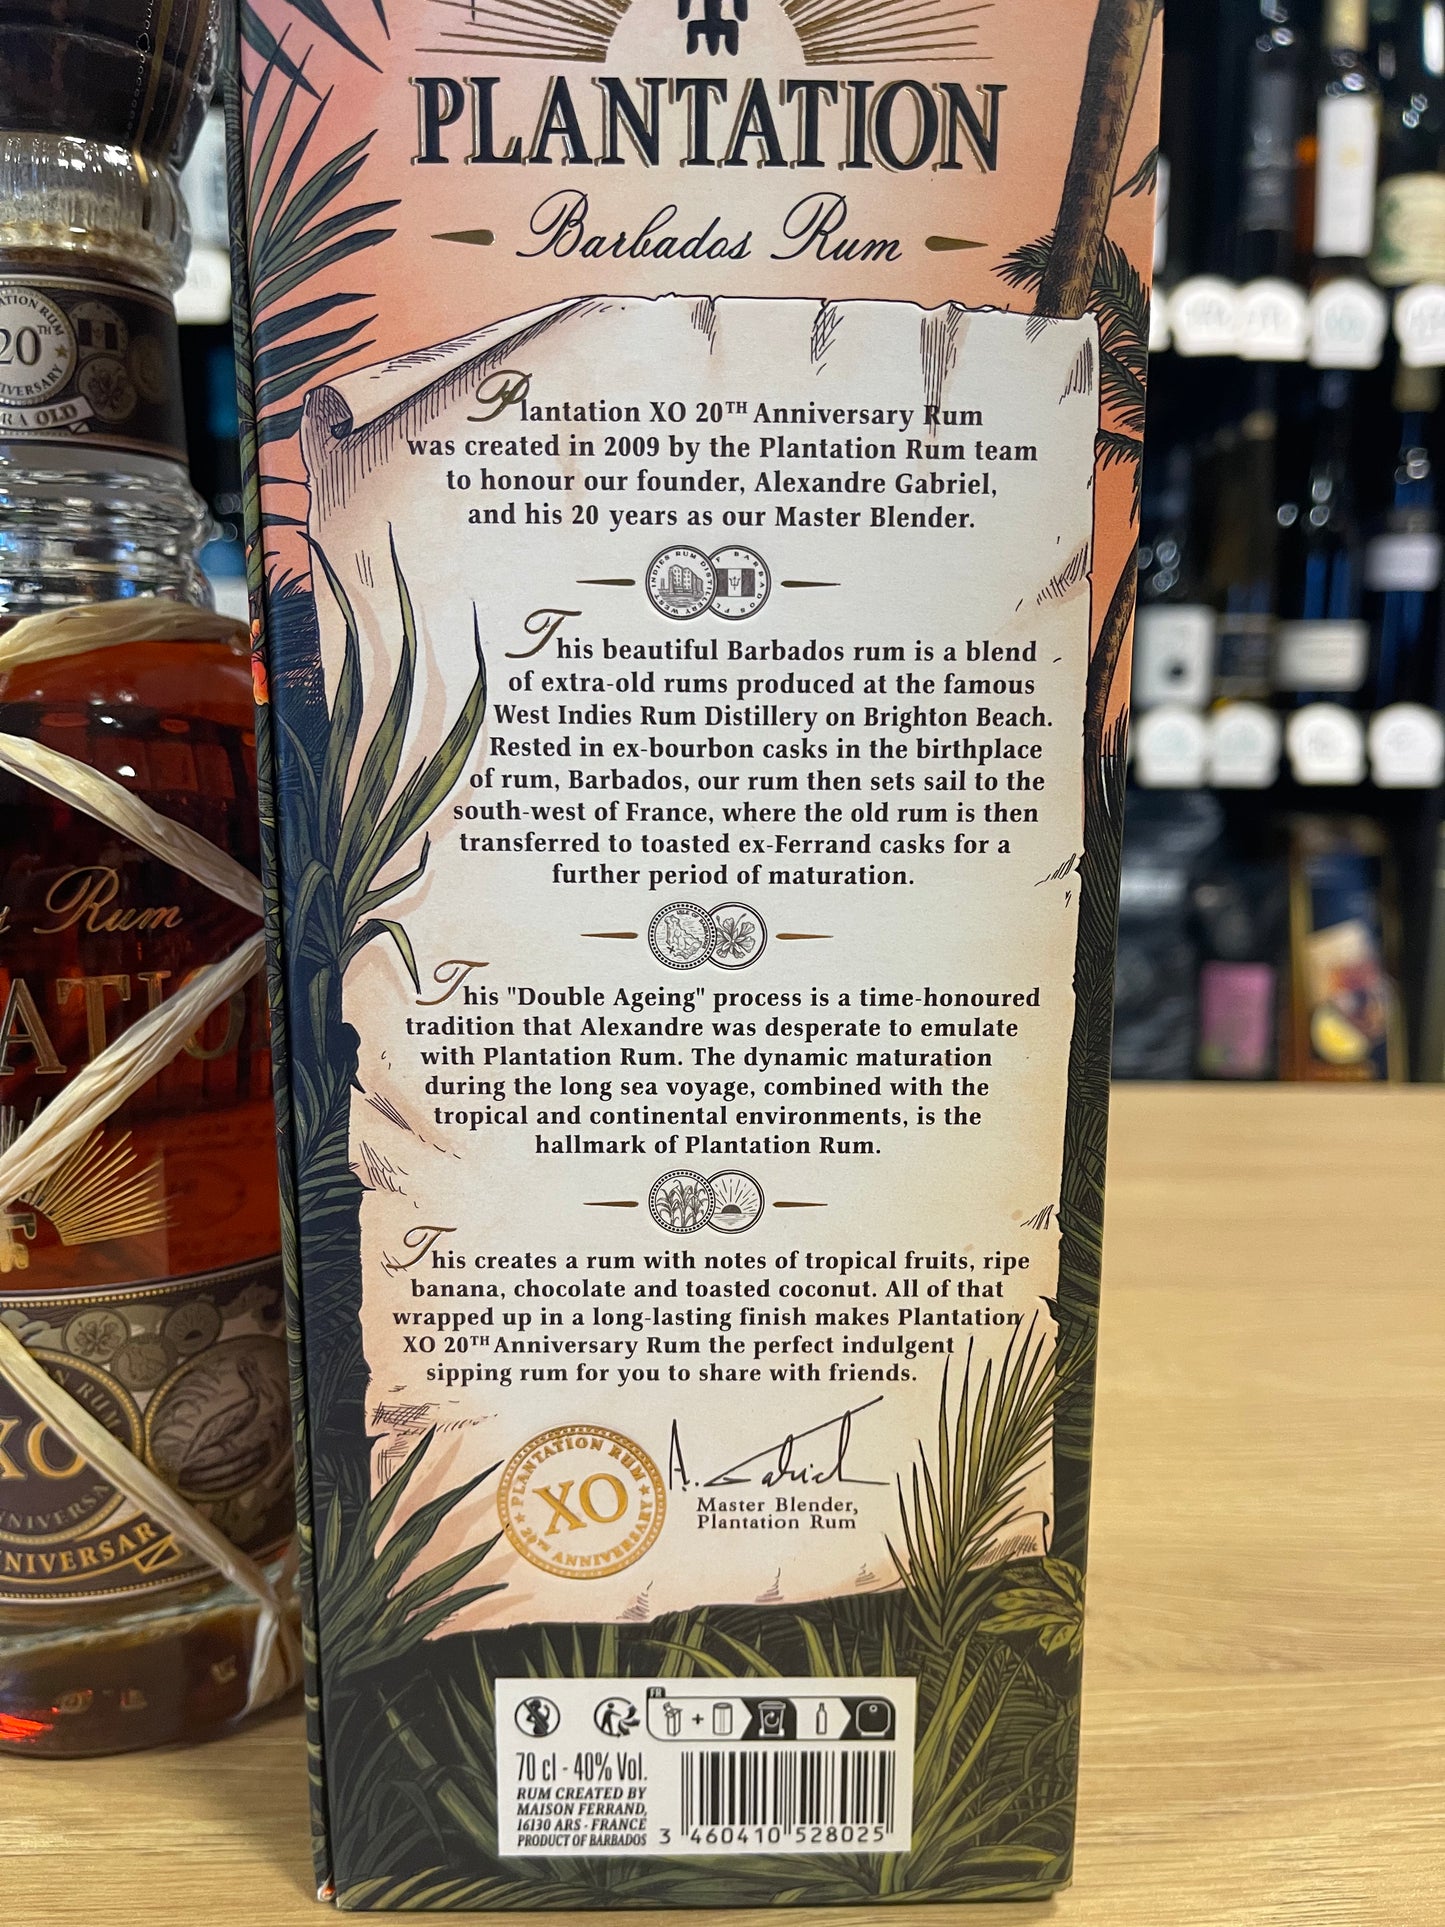 PLANTATION
Barbados Rum
Plantation XO 20TH Anniversary Rum
was created in 2009 by the Plantation Rum team
to honour our founder, Alexandre Gabriel,
and his 20 years as our Master Blender.
WEST INDIES RUM DISTILLERY
This beautiful Barbados rum is a blend
of extra-old rums produced at the famous
West Indies Rum Distillery on Brighton Beach.
Rested in ex-bourbon casks in the birthplace
of rum, Barbados, our rum then sets sail to the
south-west of France, where the old rum is then
transferred to toasted ex-Ferrand casks for a
further period of maturation.
This "Double Ageing" process is a time-honoured
tradition that Alexandre was desperate to emulate
with Plantation Rum. The dynamic maturation
during the long sea voyage, combined with the
tropical and continental environments, is the
hallmark of Plantation Rum.
This creates a rum with notes of tropical fruits, ripe
banana, chocolate and toasted coconut. All of that
wrapped up in a long-lasting finish makes Plantation
XO 20TH Anniversary Rum the perfect indulgent
sipping rum for you to share with friends.
A. Gabriel
Master Blender,
Plantation Rum
PLANTATION RUM
XO
20TH ANNIVERSARY
FR
70 cl - 40% Vol.
RUM CREATED BY
MAISON FERRAND,
16130 ARS - FRANCE
PRODUCT OF BARBADOS
3 460410 528025
20TH
Rum
ATIO
XO